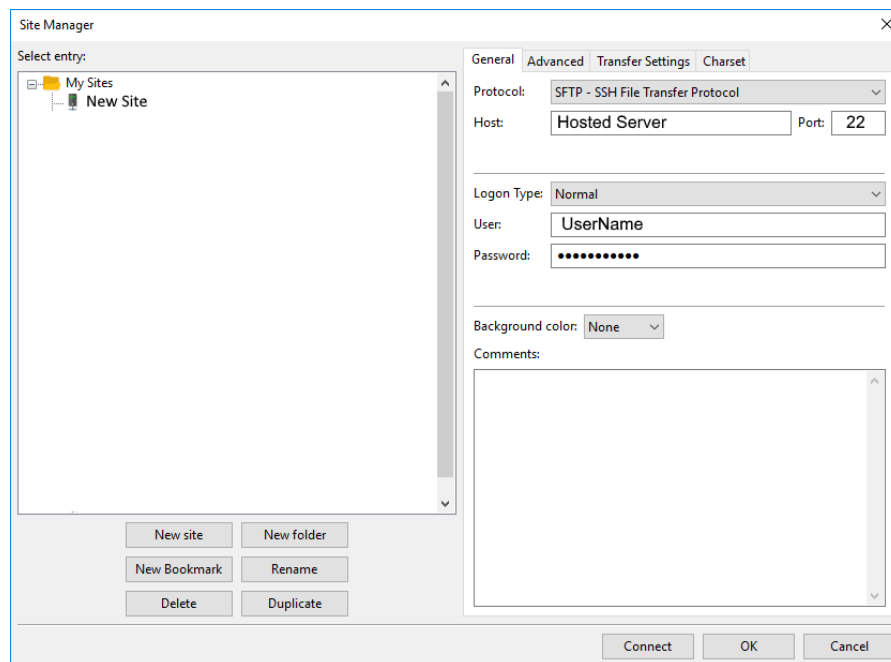 Site Manager
Select entry:
My Sites
New Site
New site New folder
New Bookmark Rename
Delete Duplicate
General Advanced Transfer Settings Charset
Protocol: SFTP - SSH File Transfer Protocol
Host: Hosted Server Port: 22
Logon Type: Normal
User: UserName
Password: •••••••••••
Background color: None
Comments:
Connect OK Cancel